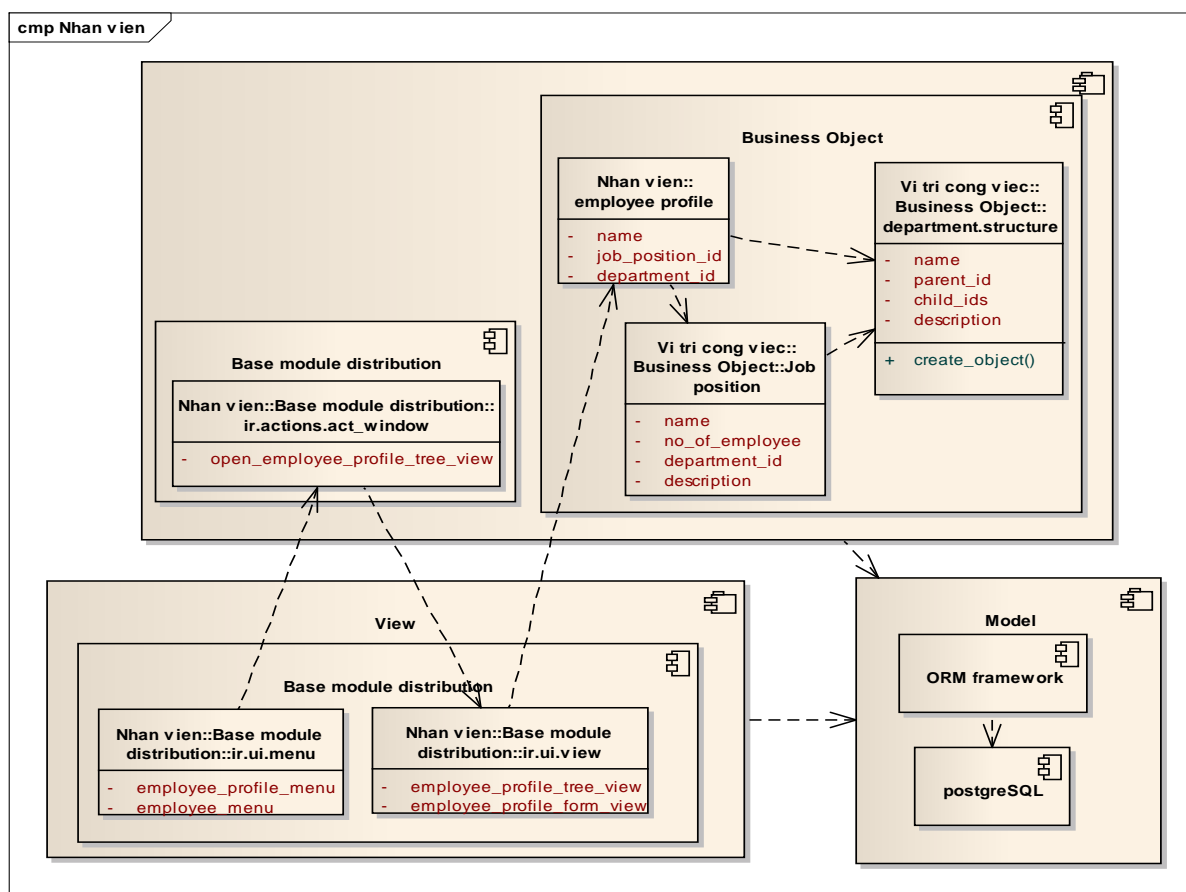 cmp Nhan vien
Business Object
Nhan vien::
employee profile
- name
- job_position_id
- department_id
Vi tri cong viec::
Business Object::
department.structure
- name
- parent_id
- child_ids
- description
+ create_object()
Vi tri cong viec::
Business Object::Job
position
- name
- no_of_employee
- department_id
- description
Base module distribution
Nhan vien::Base module distribution::
ir.actions.act_window
- open_employee_profile_tree_view
View
Base module distribution
Nhan vien::Base module
distribution::ir.ui.menu
- employee_profile_menu
- employee_menu
Nhan vien::Base module
distribution::ir.ui.view
- employee_profile_tree_view
- employee_profile_form_view
Model
ORM framework
postgreSQL